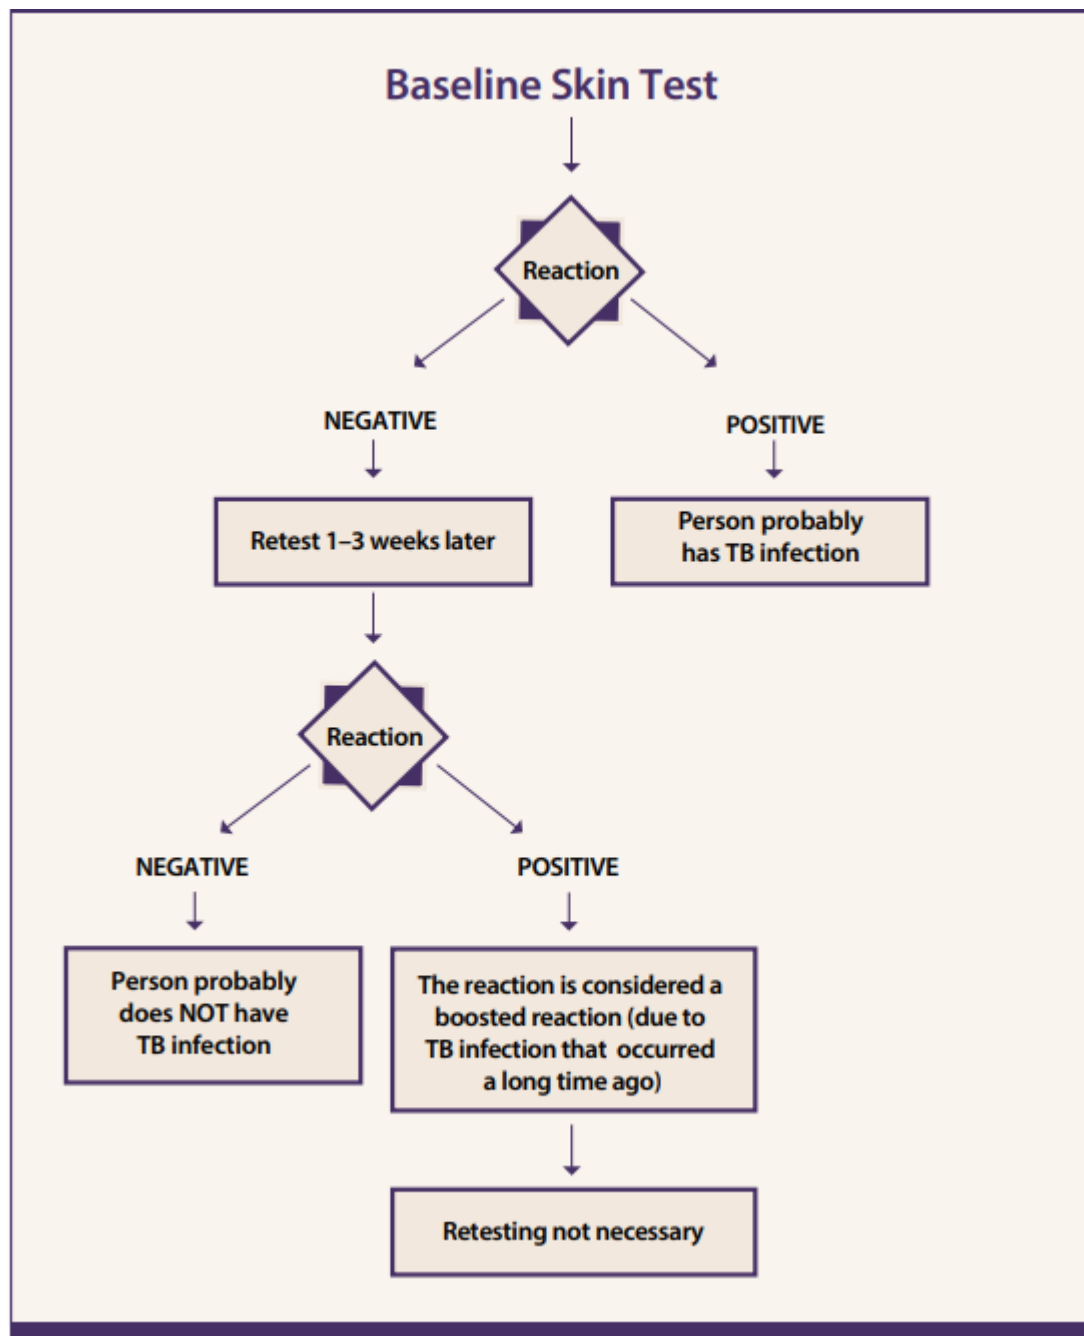 Baseline Skin Test
Reaction
NEGATIVE
POSITIVE
Retest 1–3 weeks later
Person probably
has TB infection
Reaction
NEGATIVE
POSITIVE
Person probably
does NOT have
TB infection
The reaction is considered a
boosted reaction (due to
TB infection that occurred
a long time ago)
Retesting not necessary